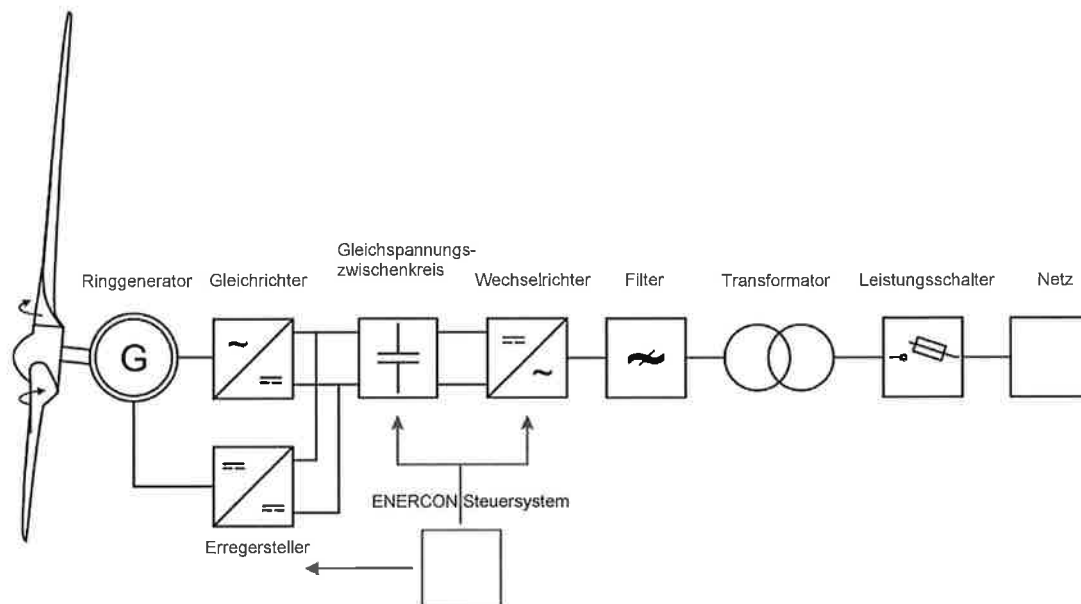 Gleichspannungs-
zwischenkreis
Ringgenerator
Gleichrichter
Wechselrichter
Filter
Transformator
Leistungsschalter
Netz
G
ENERCON Steuersystem
Erregersteller